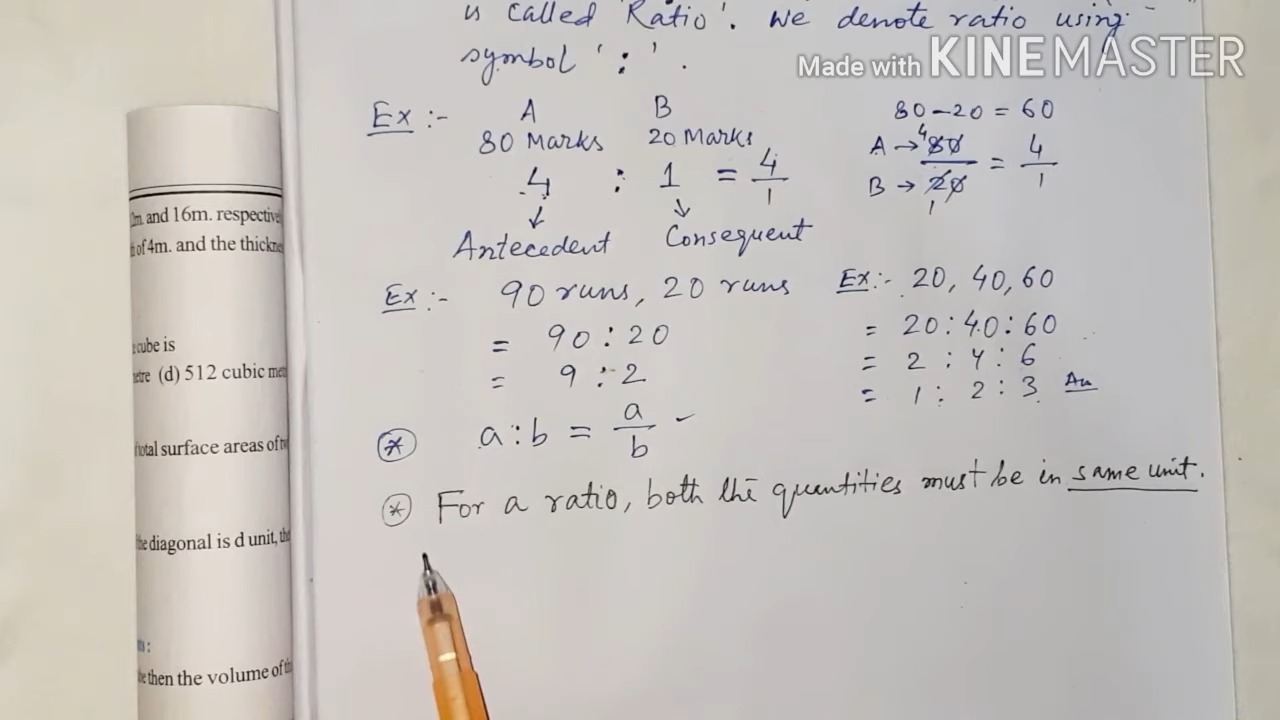 is called 'Ratio'. We denote ratio using
symbol ' : ' .
Made with KINEMASTER
Ex :- A B
80 Marks 20 Marks
4 : 1 = 4/1
Antecedent Consequent
80 - 20 = 60
A → 4 80
B → 20 1 = 4/1
Ex :- 90 runs, 20 runs
= 90 : 20
= 9 : 2
Ex :- 20, 40, 60
= 20 : 40 : 60
= 2 : 4 : 6
= 1 : 2 : 3 An
* a : b = a/b
* For a ratio, both the quantities must be in same unit.
m. and 16m. respective
of 4m. and the thickne
cube is
etre (d) 512 cubic me
total surface areas of
the diagonal is d unit, th
:
then the volume of